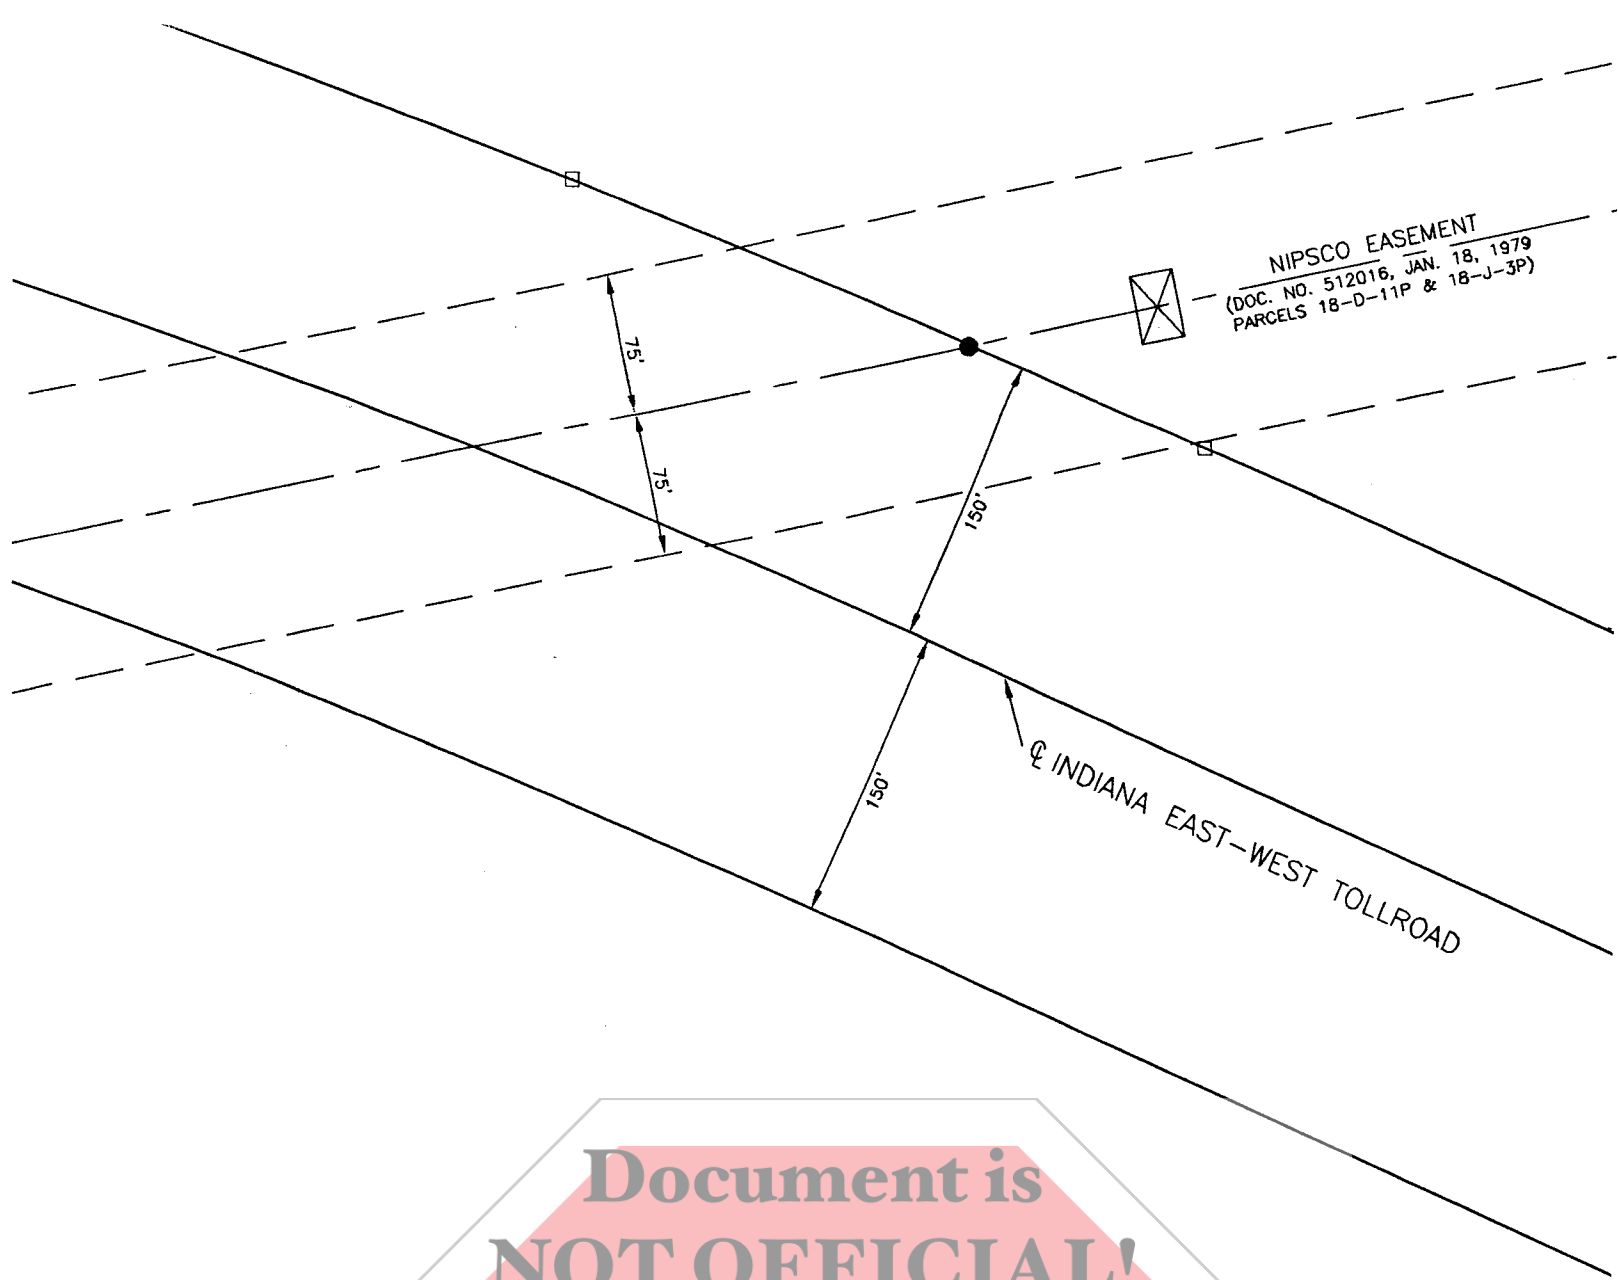 NIPSCO EASEMENT
(DOC. NO. 512016, JAN. 18, 1979
PARCELS 18-D-11P & 18-J-3P)
75'
75'
150'
150'
℄ INDIANA EAST-WEST TOLLROAD
Document is
NOT OFFICIAL!